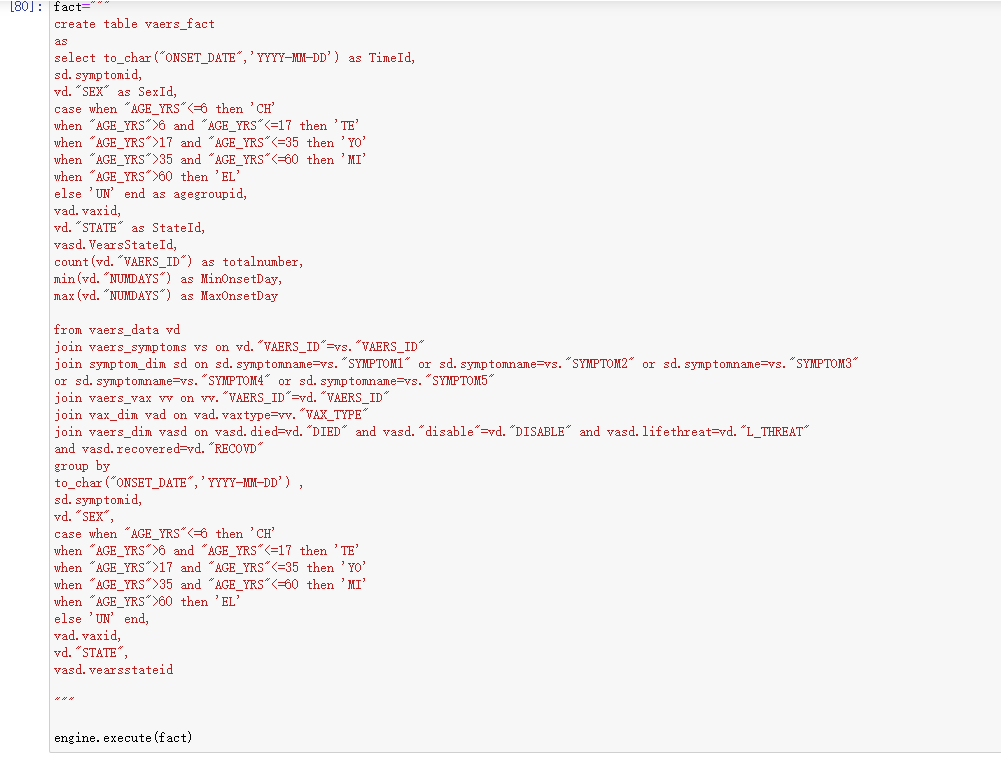 [80]: fact="""
create table vaers_fact
as
select to_char("ONSET_DATE",'YYYY-MM-DD') as TimeId,
sd.symptomid,
vd."SEX" as SexId,
case when "AGE_YRS"<=6 then 'CH'
when "AGE_YRS">6 and "AGE_YRS"<=17 then 'TE'
when "AGE_YRS">17 and "AGE_YRS"<=35 then 'YO'
when "AGE_YRS">35 and "AGE_YRS"<=60 then 'MI'
when "AGE_YRS">60 then 'EL'
else 'UN' end as agegroupid,
vad.vaxid,
vd."STATE" as StateId,
vasd.VearsStateId,
count(vd."VAERS_ID") as totalnumber,
min(vd."NUMDAYS") as MinOnsetDay,
max(vd."NUMDAYS") as MaxOnsetDay
from vaers_data vd
join vaers_symptoms vs on vd."VAERS_ID"=vs."VAERS_ID"
join symptom_dim sd on sd.symptomname=vs."SYMPTOM1" or sd.symptomname=vs."SYMPTOM2" or sd.symptomname=vs."SYMPTOM3"
or sd.symptomname=vs."SYMPTOM4" or sd.symptomname=vs."SYMPTOM5"
join vaers_vax vv on vv."VAERS_ID"=vd."VAERS_ID"
join vax_dim vad on vad.vaxtype=vv."VAX_TYPE"
join vaers_dim vasd on vasd.died=vd."DIED" and vasd."disable"=vd."DISABLE" and vasd.lifethreat=vd."L_THREAT"
and vasd.recovered=vd."RECOVD"
group by
to_char("ONSET_DATE",'YYYY-MM-DD') ,
sd.symptomid,
vd."SEX",
case when "AGE_YRS"<=6 then 'CH'
when "AGE_YRS">6 and "AGE_YRS"<=17 then 'TE'
when "AGE_YRS">17 and "AGE_YRS"<=35 then 'YO'
when "AGE_YRS">35 and "AGE_YRS"<=60 then 'MI'
when "AGE_YRS">60 then 'EL'
else 'UN' end,
vad.vaxid,
vd."STATE",
vasd.vearsstateid
"""
engine.execute(fact)